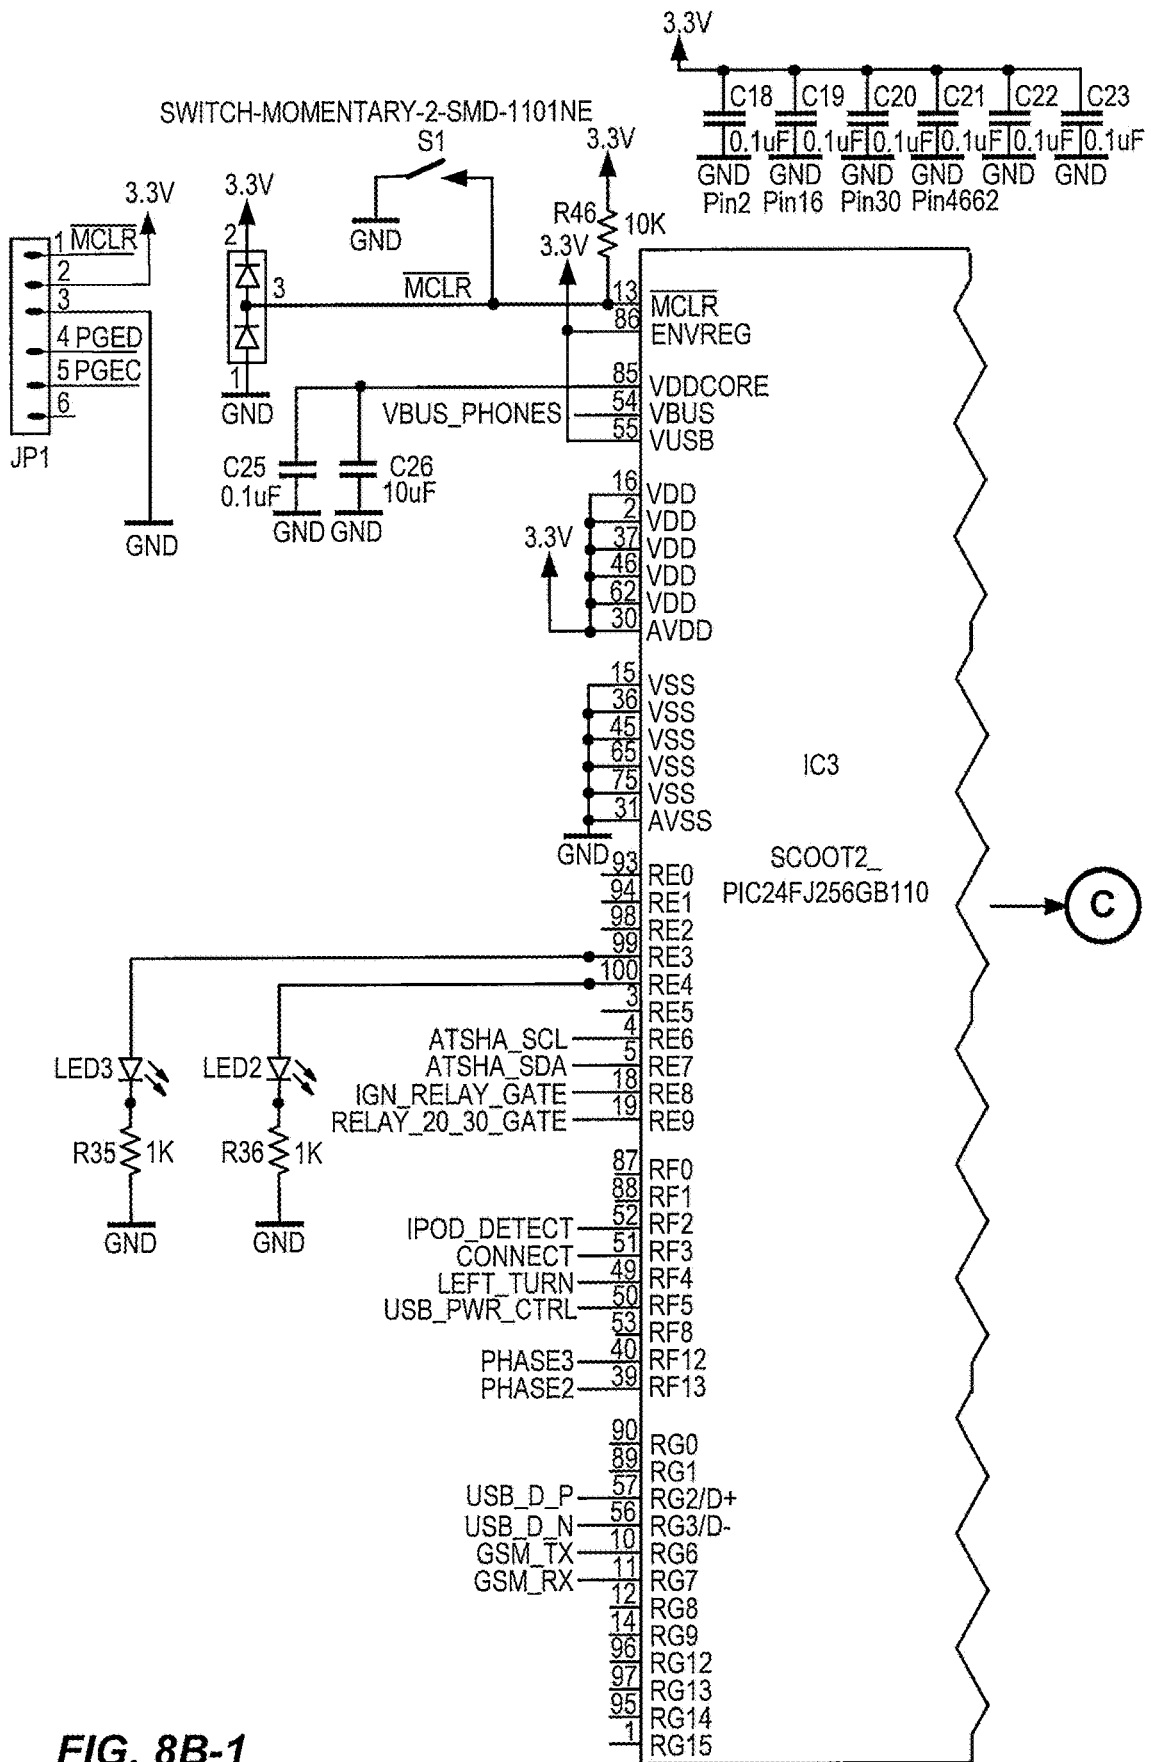 3.3V
C18 C19 C20 C21 C22 C23
0.1uF 0.1uF 0.1uF 0.1uF 0.1uF 0.1uF
GND GND GND GND GND GND
Pin2 Pin16 Pin30 Pin4662
SWITCH-MOMENTARY-2-SMD-1101NE
S1
GND
3.3V
R46 10K
3.3V
3.3V
1 MCLR
2
3
4 PGED
5 PGEC
6
JP1
GND
3.3V
2
3
1
GND
MCLR
13 MCLR
86 ENVREG
85 VDDCORE
VBUS_PHONES 54 VBUS
55 VUSB
C25
0.1uF
GND
C26
10uF
GND
3.3V
16 VDD
2 VDD
37 VDD
46 VDD
62 VDD
30 AVDD
15 VSS
36 VSS
45 VSS
65 VSS
75 VSS
31 AVSS
GND
IC3
SCOOT2_
PIC24FJ256GB110
C
93 RE0
94 RE1
98 RE2
99 RE3
100 RE4
3 RE5
ATSHA_SCL 4 RE6
ATSHA_SDA 5 RE7
IGN_RELAY_GATE 18 RE8
RELAY_20_30_GATE 19 RE9
LED3
R35 1K
GND
LED2
R36 1K
GND
87 RF0
88 RF1
IPOD_DETECT 52 RF2
CONNECT 51 RF3
LEFT_TURN 49 RF4
USB_PWR_CTRL 50 RF5
53 RF8
PHASE3 40 RF12
PHASE2 39 RF13
90 RG0
89 RG1
USB_D_P 57 RG2/D+
USB_D_N 56 RG3/D-
GSM_TX 10 RG6
GSM_RX 11 RG7
12 RG8
14 RG9
96 RG12
97 RG13
95 RG14
1 RG15
FIG. 8B-1